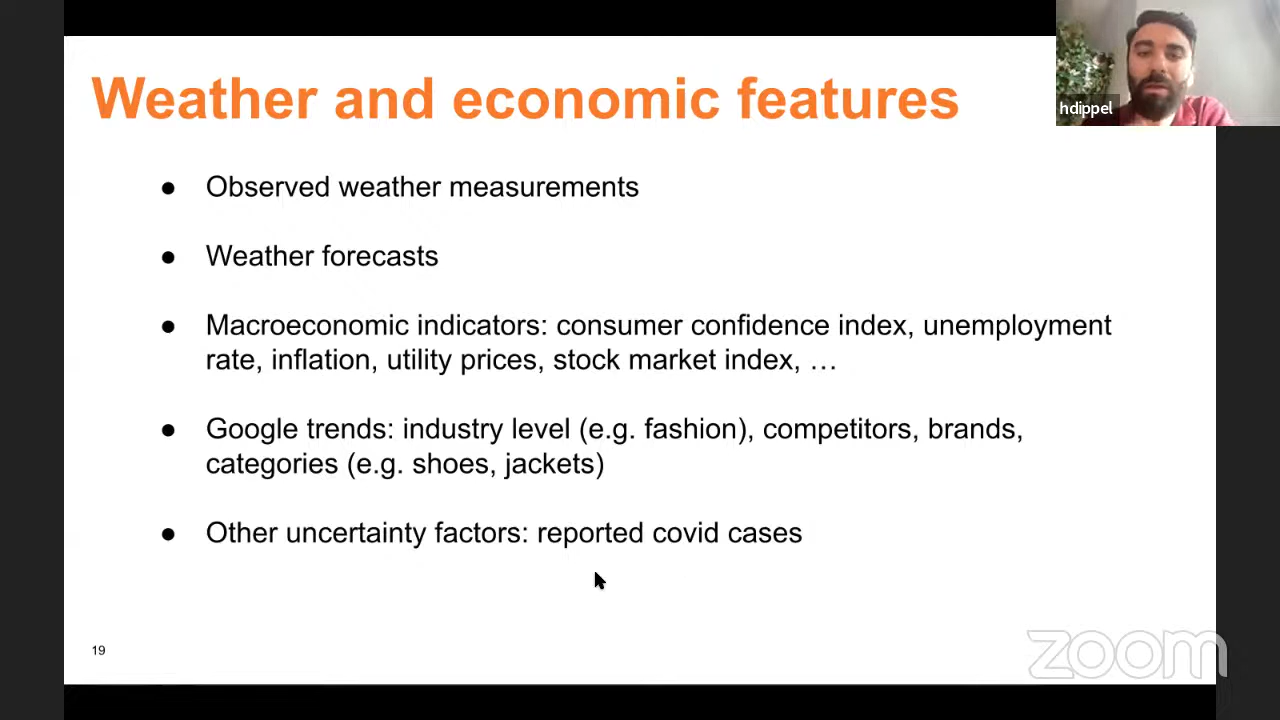 Weather and economic features
hdippel
● Observed weather measurements
● Weather forecasts
● Macroeconomic indicators: consumer confidence index, unemployment
rate, inflation, utility prices, stock market index, …
● Google trends: industry level (e.g. fashion), competitors, brands,
categories (e.g. shoes, jackets)
● Other uncertainty factors: reported covid cases
19
zoom